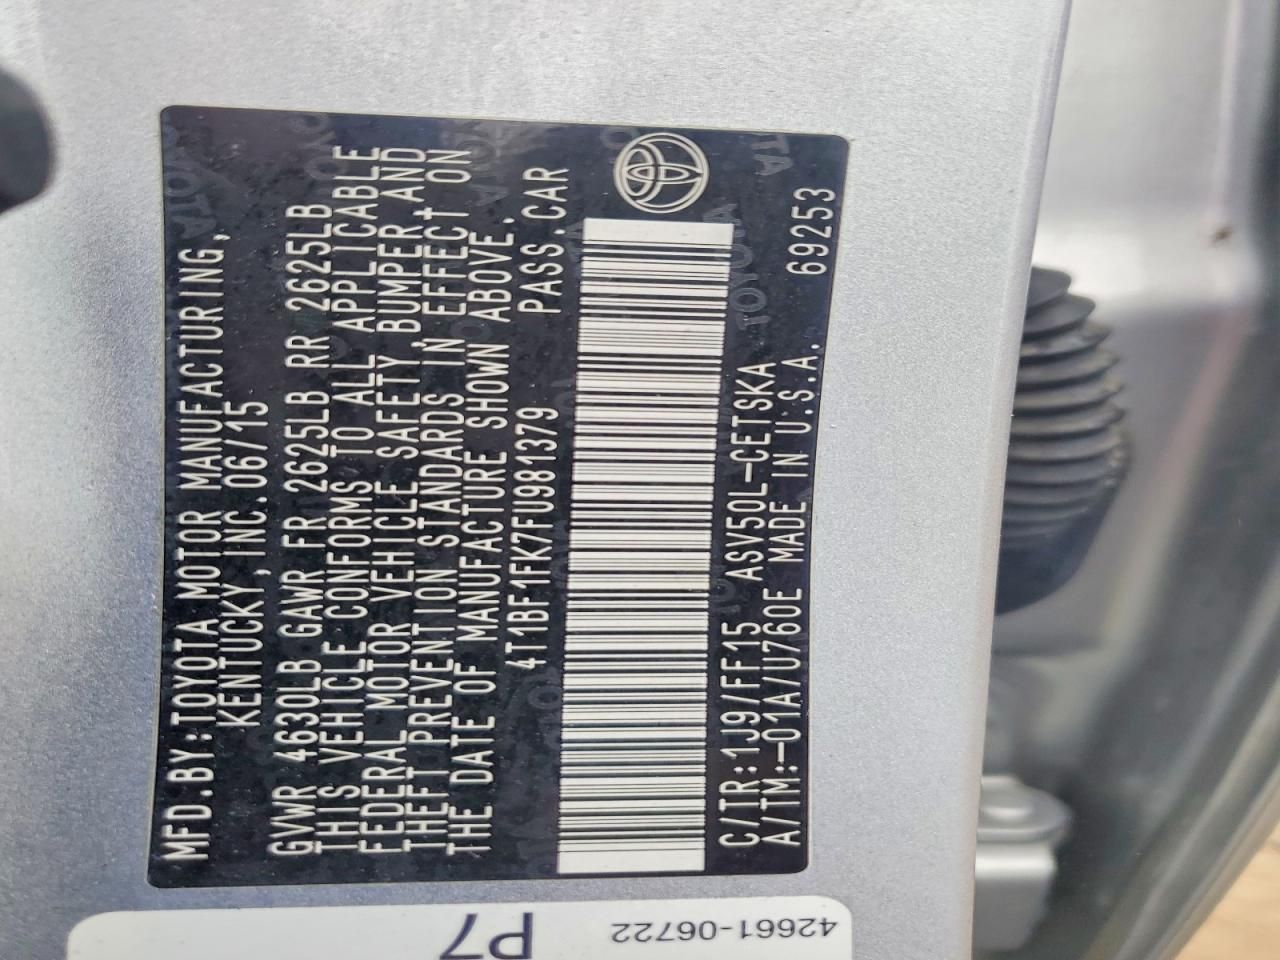 MFD.BY:TOYOTA MOTOR MANUFACTURING,
KENTUCKY,INC.06/15
GVWR 4630LB GAWR FR 2625LB RR 2625LB
THIS VEHICLE CONFORMS TO ALL APPLICABLE
FEDERAL MOTOR VEHICLE SAFETY,BUMPER,AND
THEFT PREVENTION STANDARDS IN EFFECT ON
THE DATE OF MANUFACTURE SHOWN ABOVE.
4T1BF1FK7FU981379 PASS.CAR
C/TR:1J9/FF15 ASV50L-CETSKA
A/TM:-01A/U760E MADE IN U.S.A. 69253
P7
42661-06722